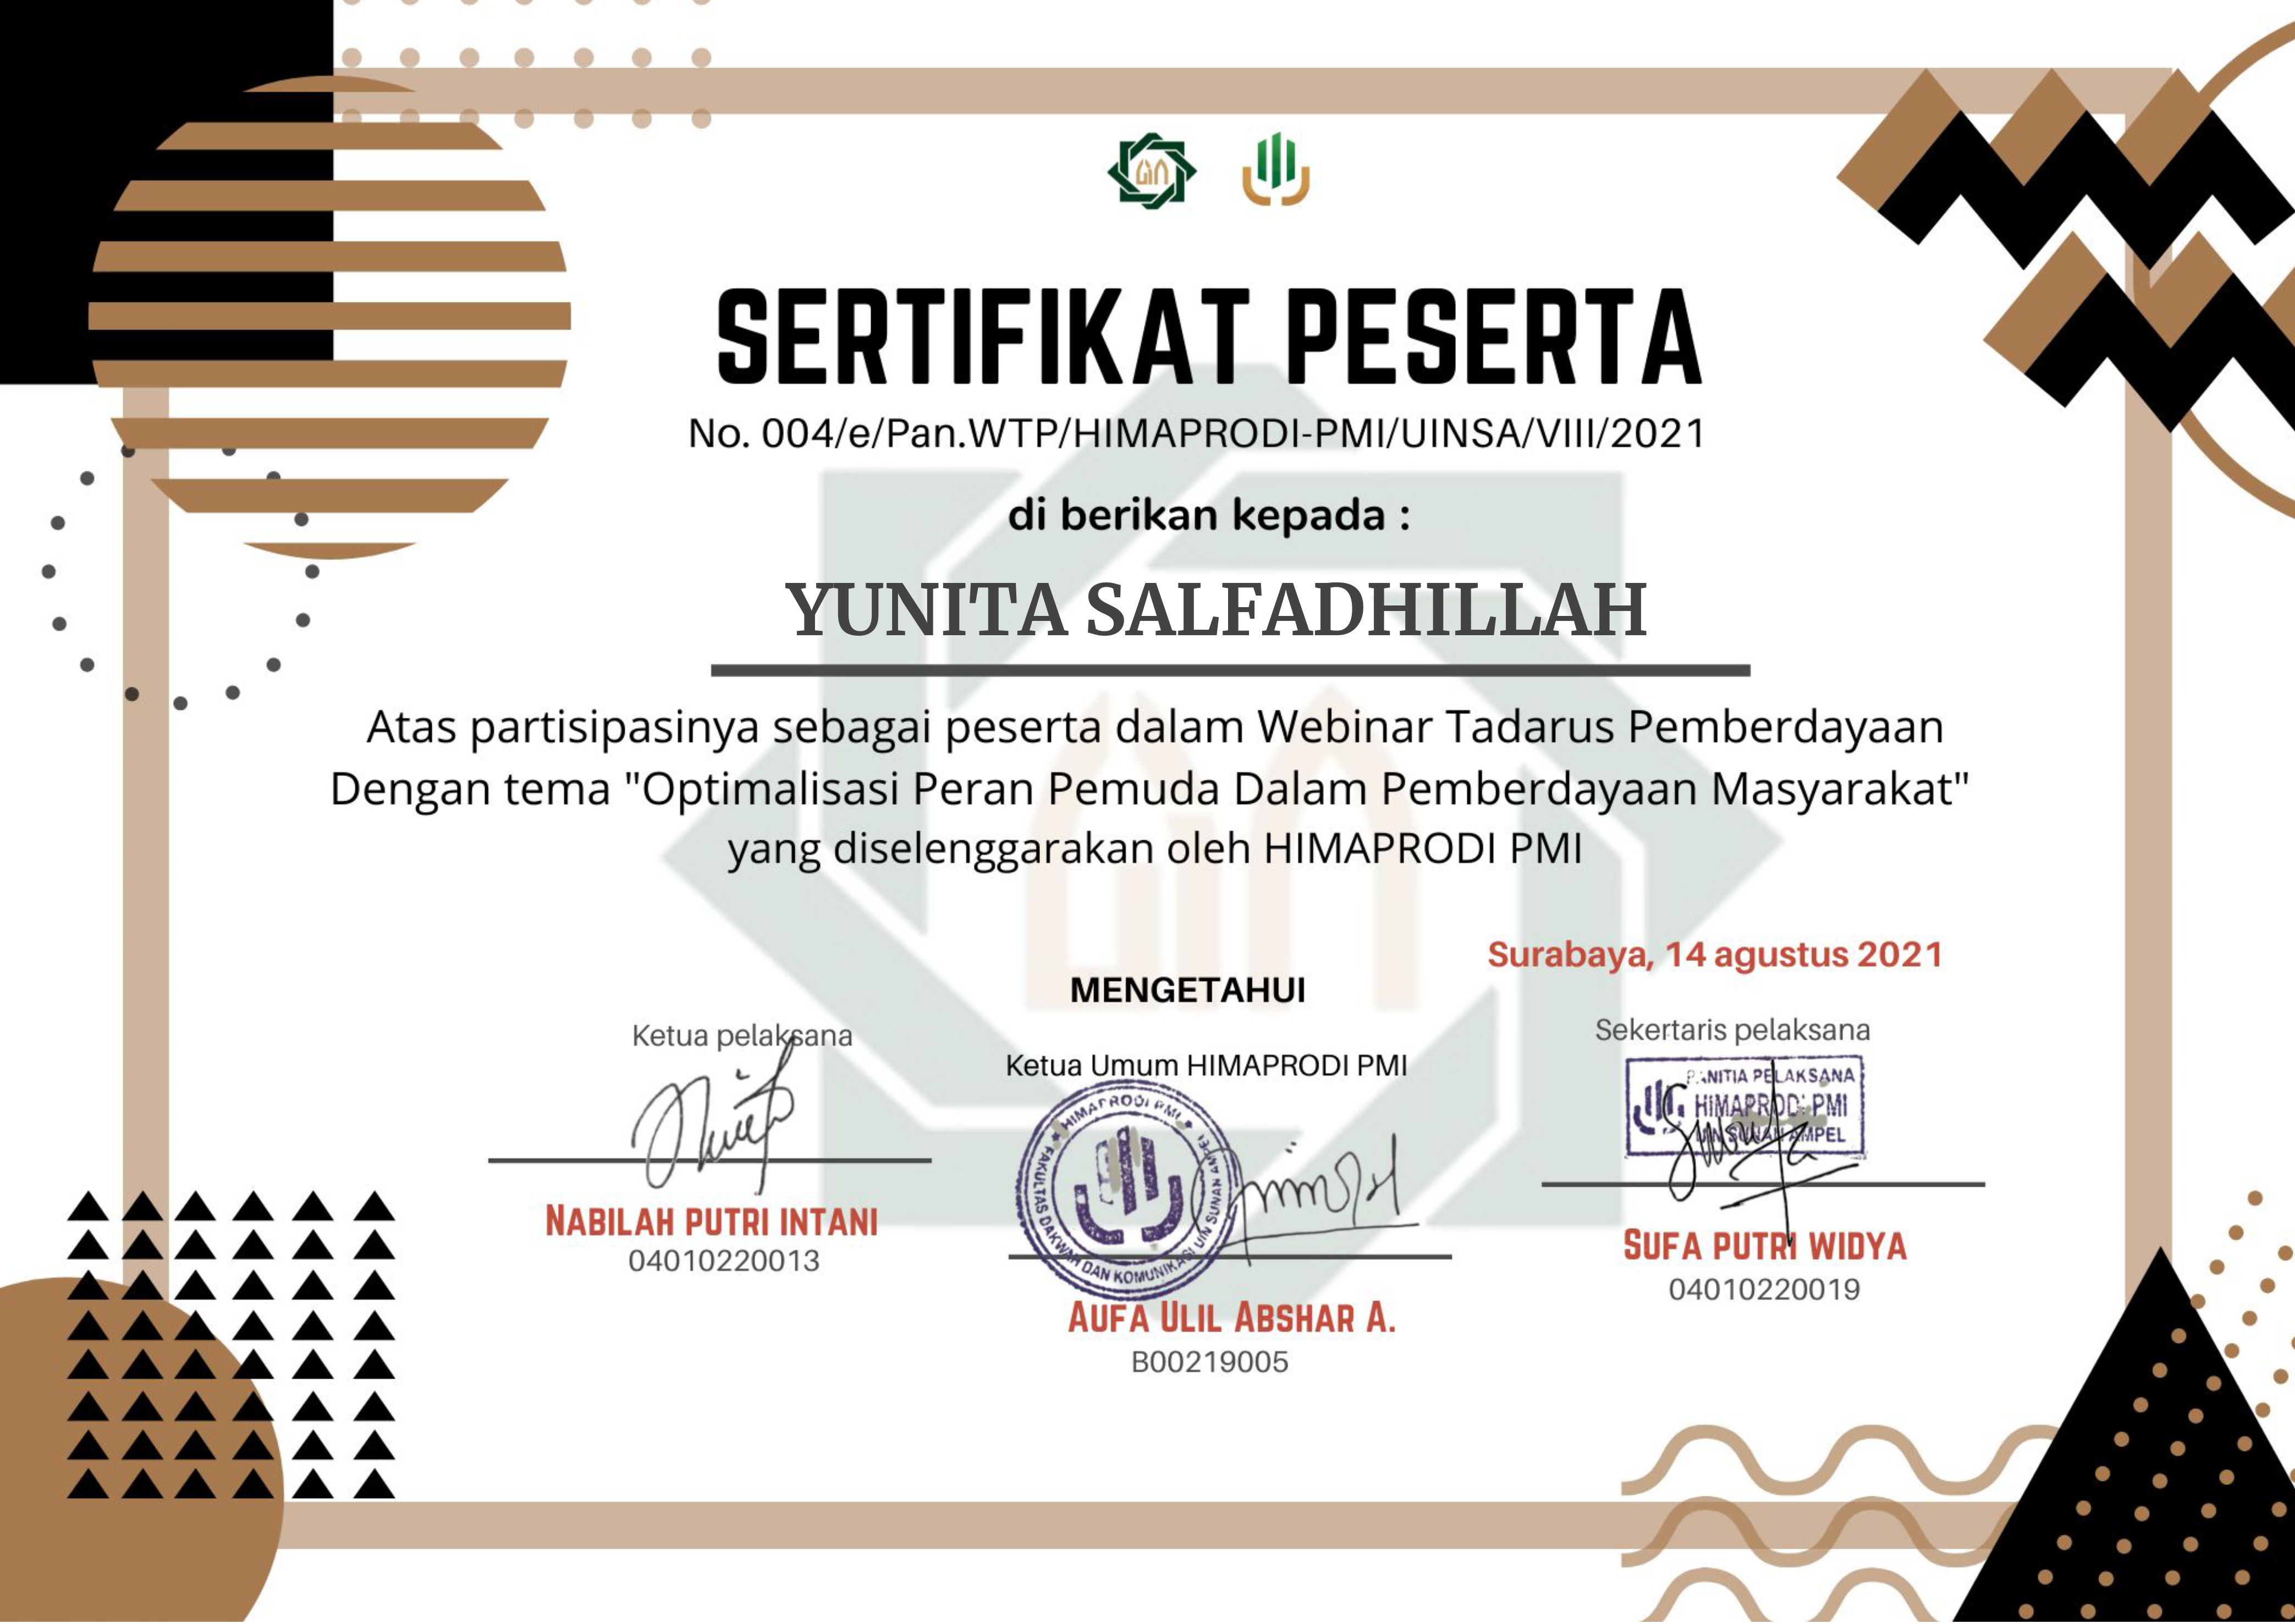 SERTIFIKAT PESERTA
No. 004/e/Pan.WTP/HIMAPRODI-PMI/UINSA/VIII/2021
di berikan kepada :
YUNITA SALFADHILLAH
Atas partisipasinya sebagai peserta dalam Webinar Tadarus Pemberdayaan
Dengan tema "Optimalisasi Peran Pemuda Dalam Pemberdayaan Masyarakat"
yang diselenggarakan oleh HIMAPRODI PMI
Surabaya, 14 agustus 2021
MENGETAHUI
Ketua pelaksana
NABILAH PUTRI INTANI
04010220013
Ketua Umum HIMAPRODI PMI
HIMAPRODI PMI
FAKULTAS DAKWAH DAN KOMUNIKASI UIN SUNAN AMPEL
AUFA ULIL ABSHAR A.
B00219005
Sekertaris pelaksana
PANITIA PELAKSANA
HIMAPRODI PMI
UIN SUNAN AMPEL
SUFA PUTRI WIDYA
04010220019